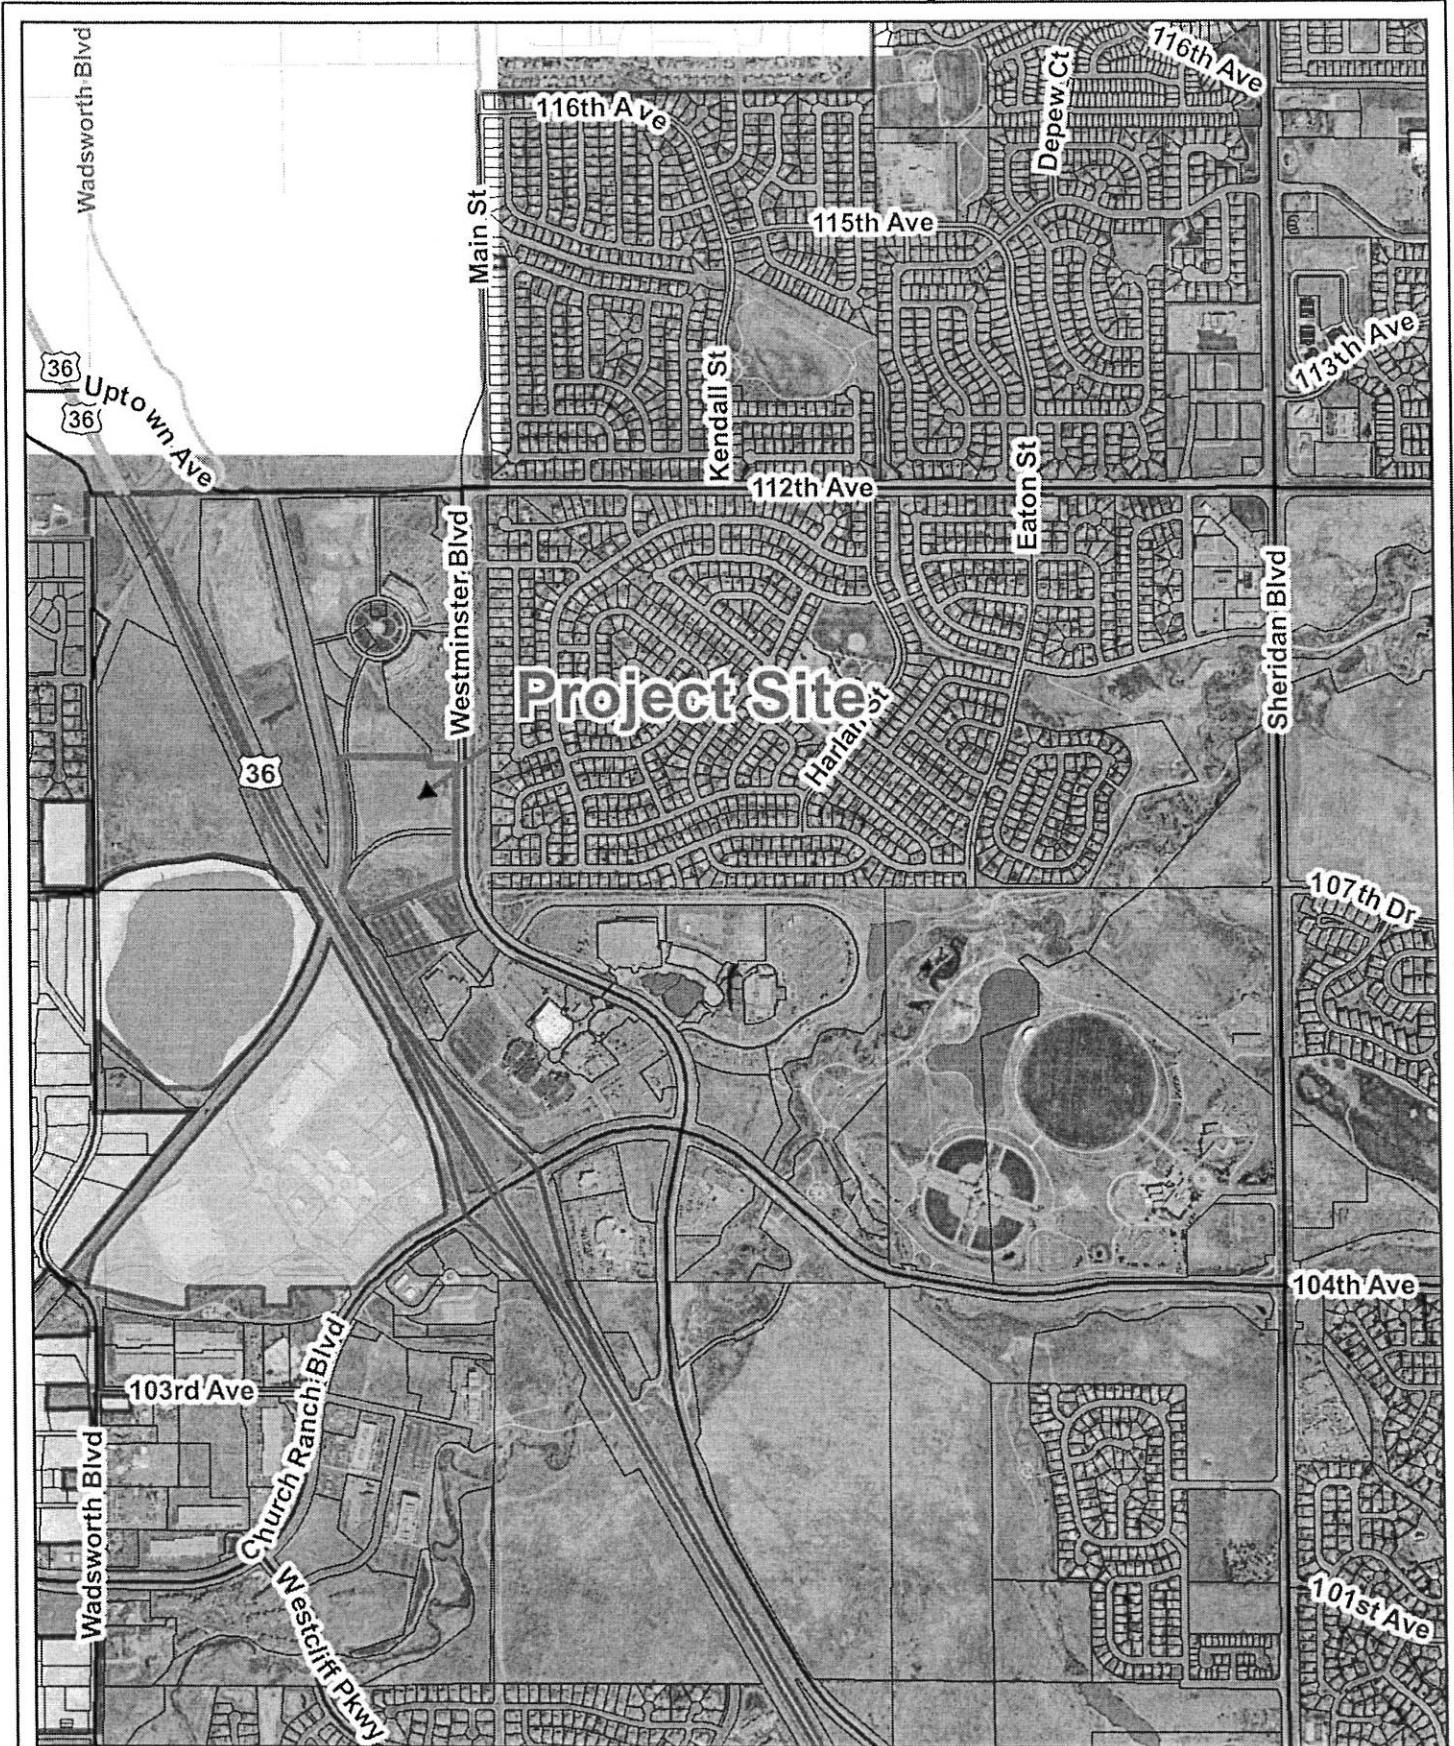 Wadsworth Blvd
116th Ave
Depew Ct
116th Ave
Main St
115th Ave
36
Uptown Ave
36
Kendall St
113th Ave
112th Ave
Eaton St
Westminster Blvd
Sheridan Blvd
Project Site
Harlan St
36
107th Dr
104th Ave
103rd Ave
Church Ranch Blvd
Wadsworth Blvd
Westcliff Pkwy
101st Ave